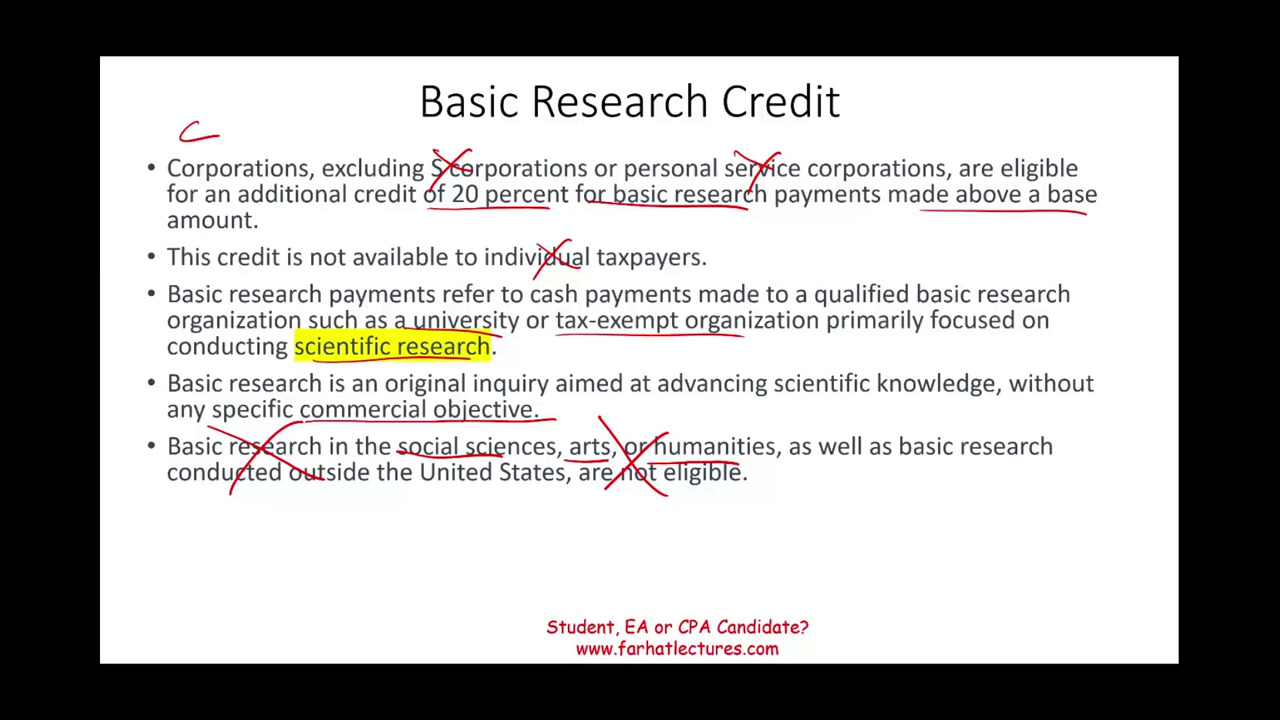 Basic Research Credit
C
• Corporations, excluding S corporations or personal service corporations, are eligible
for an additional credit of 20 percent for basic research payments made above a base
amount.
• This credit is not available to individual taxpayers.
• Basic research payments refer to cash payments made to a qualified basic research
organization such as a university or tax-exempt organization primarily focused on
conducting scientific research.
• Basic research is an original inquiry aimed at advancing scientific knowledge, without
any specific commercial objective.
• Basic research in the social sciences, arts, or humanities, as well as basic research
conducted outside the United States, are not eligible.
Student, EA or CPA Candidate?
www.farhatlectures.com